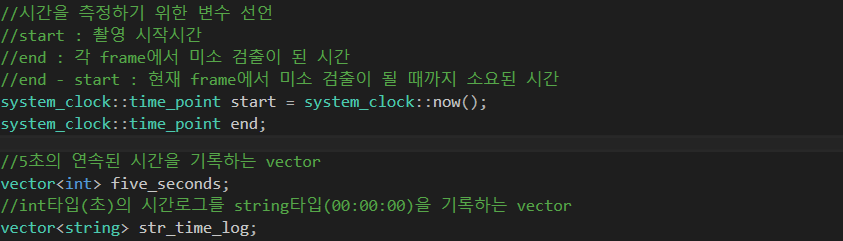 //시간을 측정하기 위한 변수 선언
//start : 촬영 시작시간
//end : 각 frame에서 미소 검출이 된 시간
//end - start : 현재 frame에서 미소 검출이 될 때까지 소요된 시간
system_clock::time_point start = system_clock::now();
system_clock::time_point end;
//5초의 연속된 시간을 기록하는 vector
vector<int> five_seconds;
//int타입(초)의 시간로그를 string타입(00:00:00)을 기록하는 vector
vector<string> str_time_log;